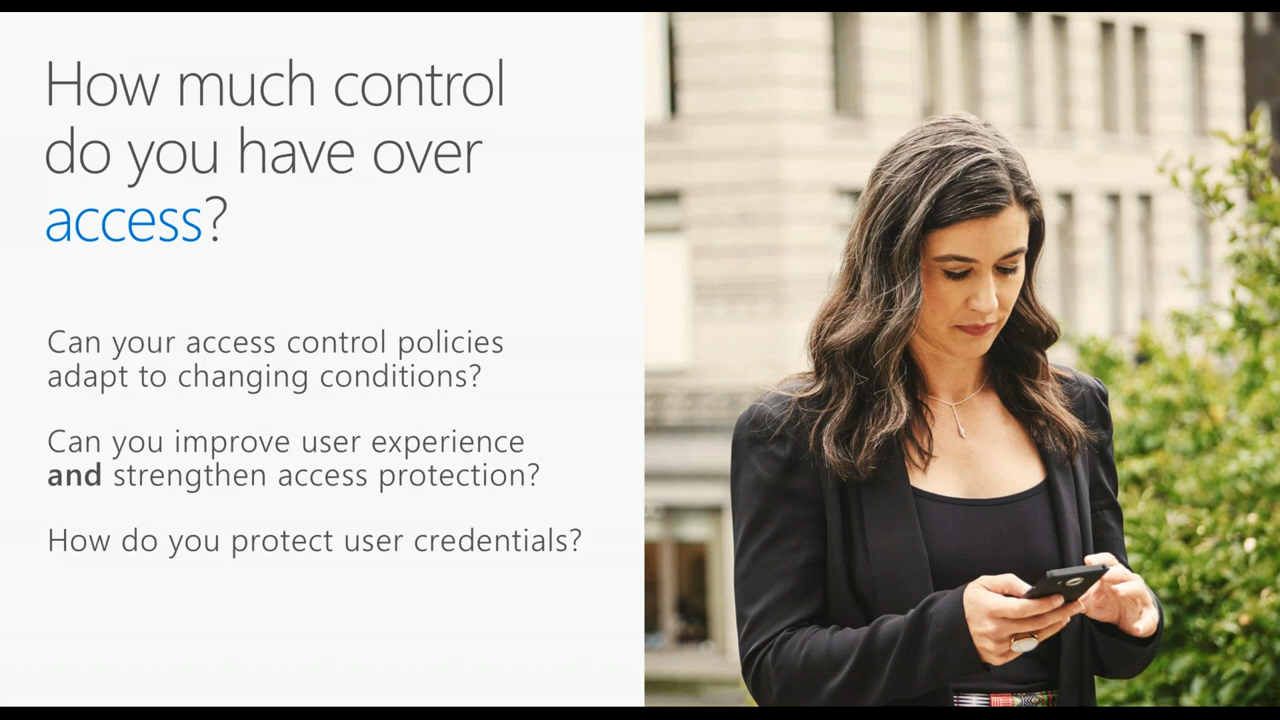 How much control
do you have over
access?
Can your access control policies
adapt to changing conditions?
Can you improve user experience
and strengthen access protection?
How do you protect user credentials?